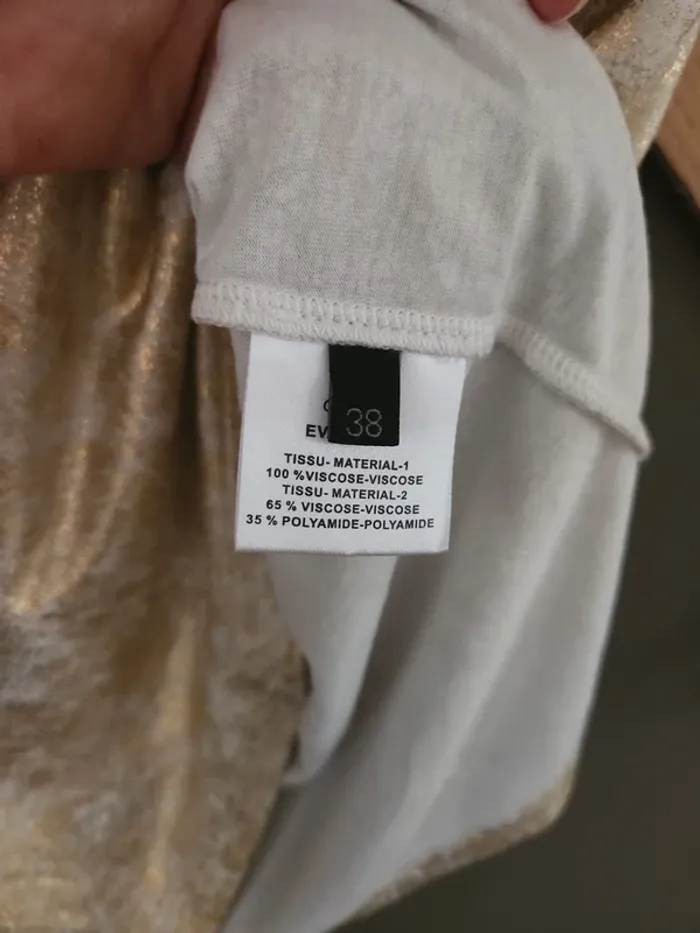 38
TISSU- MATERIAL-1
100 %VISCOSE-VISCOSE
TISSU- MATERIAL-2
65 % VISCOSE-VISCOSE
35 % POLYAMIDE-POLYAMIDE